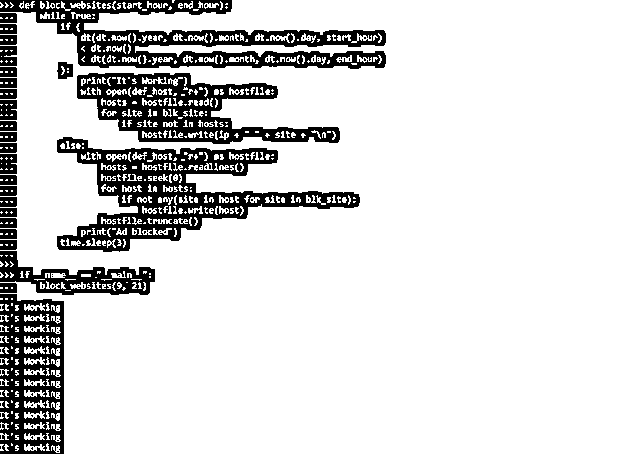 >>> def block_websites(start_hour, end_hour):
...     while True:
...         if (
...             dt(dt.now().year, dt.now().month, dt.now().day, start_hour)
...             < dt.now()
...             < dt(dt.now().year, dt.now().month, dt.now().day, end_hour)
...         ):
...             print("It's Working")
...             with open(def_host, "r+") as hostfile:
...                 hosts = hostfile.read()
...                 for site in blk_site:
...                     if site not in hosts:
...                         hostfile.write(ip + " " + site + "\n")
...         else:
...             with open(def_host, "r+") as hostfile:
...                 hosts = hostfile.readlines()
...                 hostfile.seek(0)
...                 for host in hosts:
...                     if not any(site in host for site in blk_site):
...                         hostfile.write(host)
...                 hostfile.truncate()
...             print("Ad blocked")
...         time.sleep(3)
...
>>>
>>> if __name__ == "__main__":
...     block_websites(9, 21)
...
It's Working
It's Working
It's Working
It's Working
It's Working
It's Working
It's Working
It's Working
It's Working
It's Working
It's Working
It's Working
It's Working
It's Working